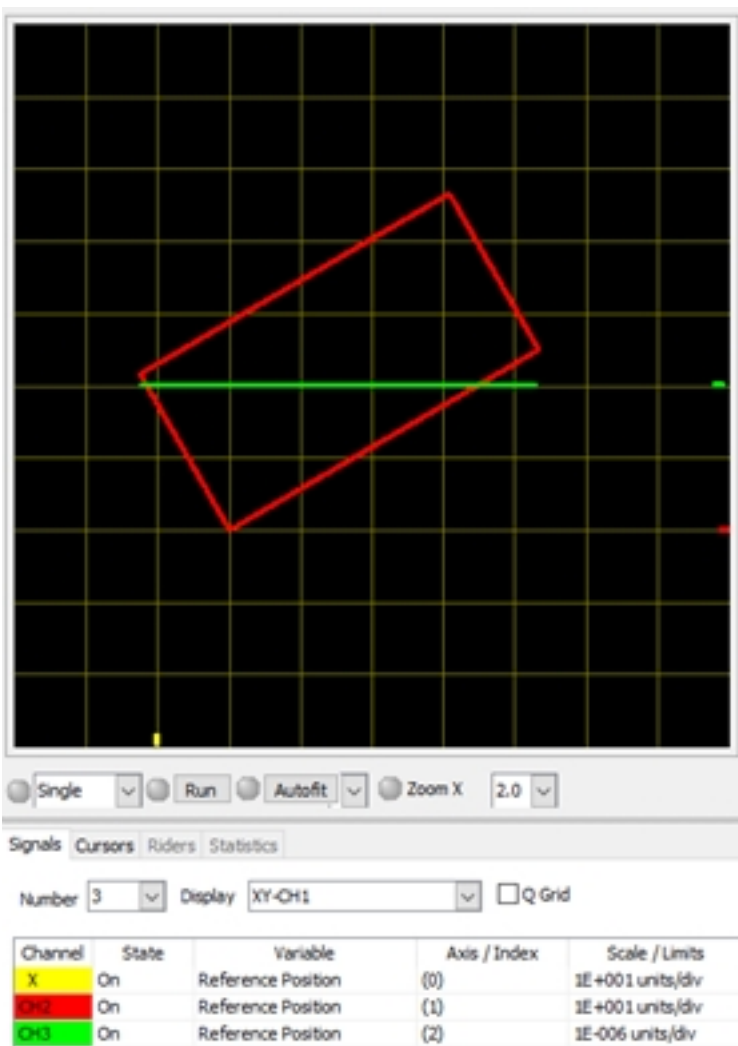 Single Run Autofit Zoom X 2.0
Signals Cursors Riders Statistics
Number 3 Display XY-CH1 Q Grid
Channel State Variable Axis / Index Scale / Limits
X On Reference Position (0) 1E+001 units/div
CH2 On Reference Position (1) 1E+001 units/div
CH3 On Reference Position (2) 1E-006 units/div